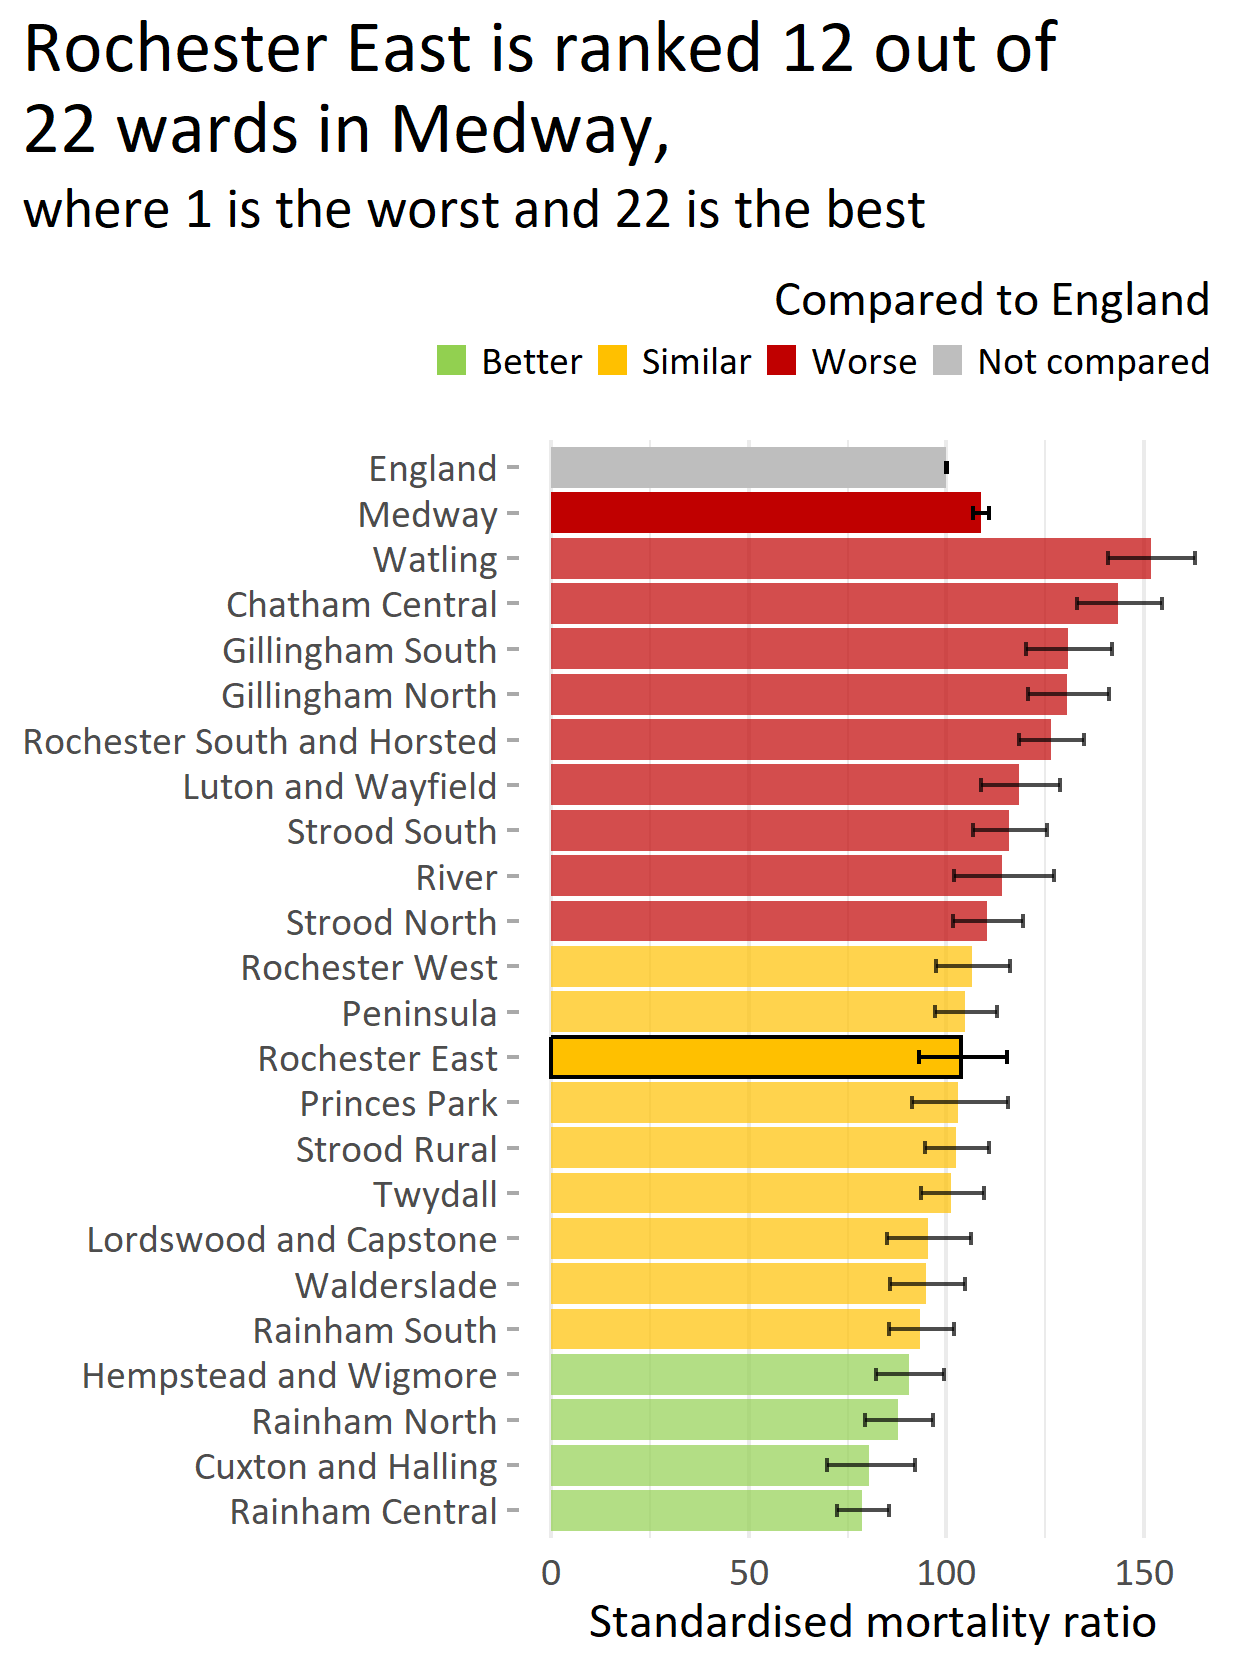 Rochester East is ranked 12 out of
22 wards in Medway,
where 1 is the worst and 22 is the best
Compared to England
Better Similar Worse Not compared
England
Medway
Watling
Chatham Central
Gillingham South
Gillingham North
Rochester South and Horsted
Luton and Wayfield
Strood South
River
Strood North
Rochester West
Peninsula
Rochester East
Princes Park
Strood Rural
Twydall
Lordswood and Capstone
Walderslade
Rainham South
Hempstead and Wigmore
Rainham North
Cuxton and Halling
Rainham Central
0 50 100 150
Standardised mortality ratio